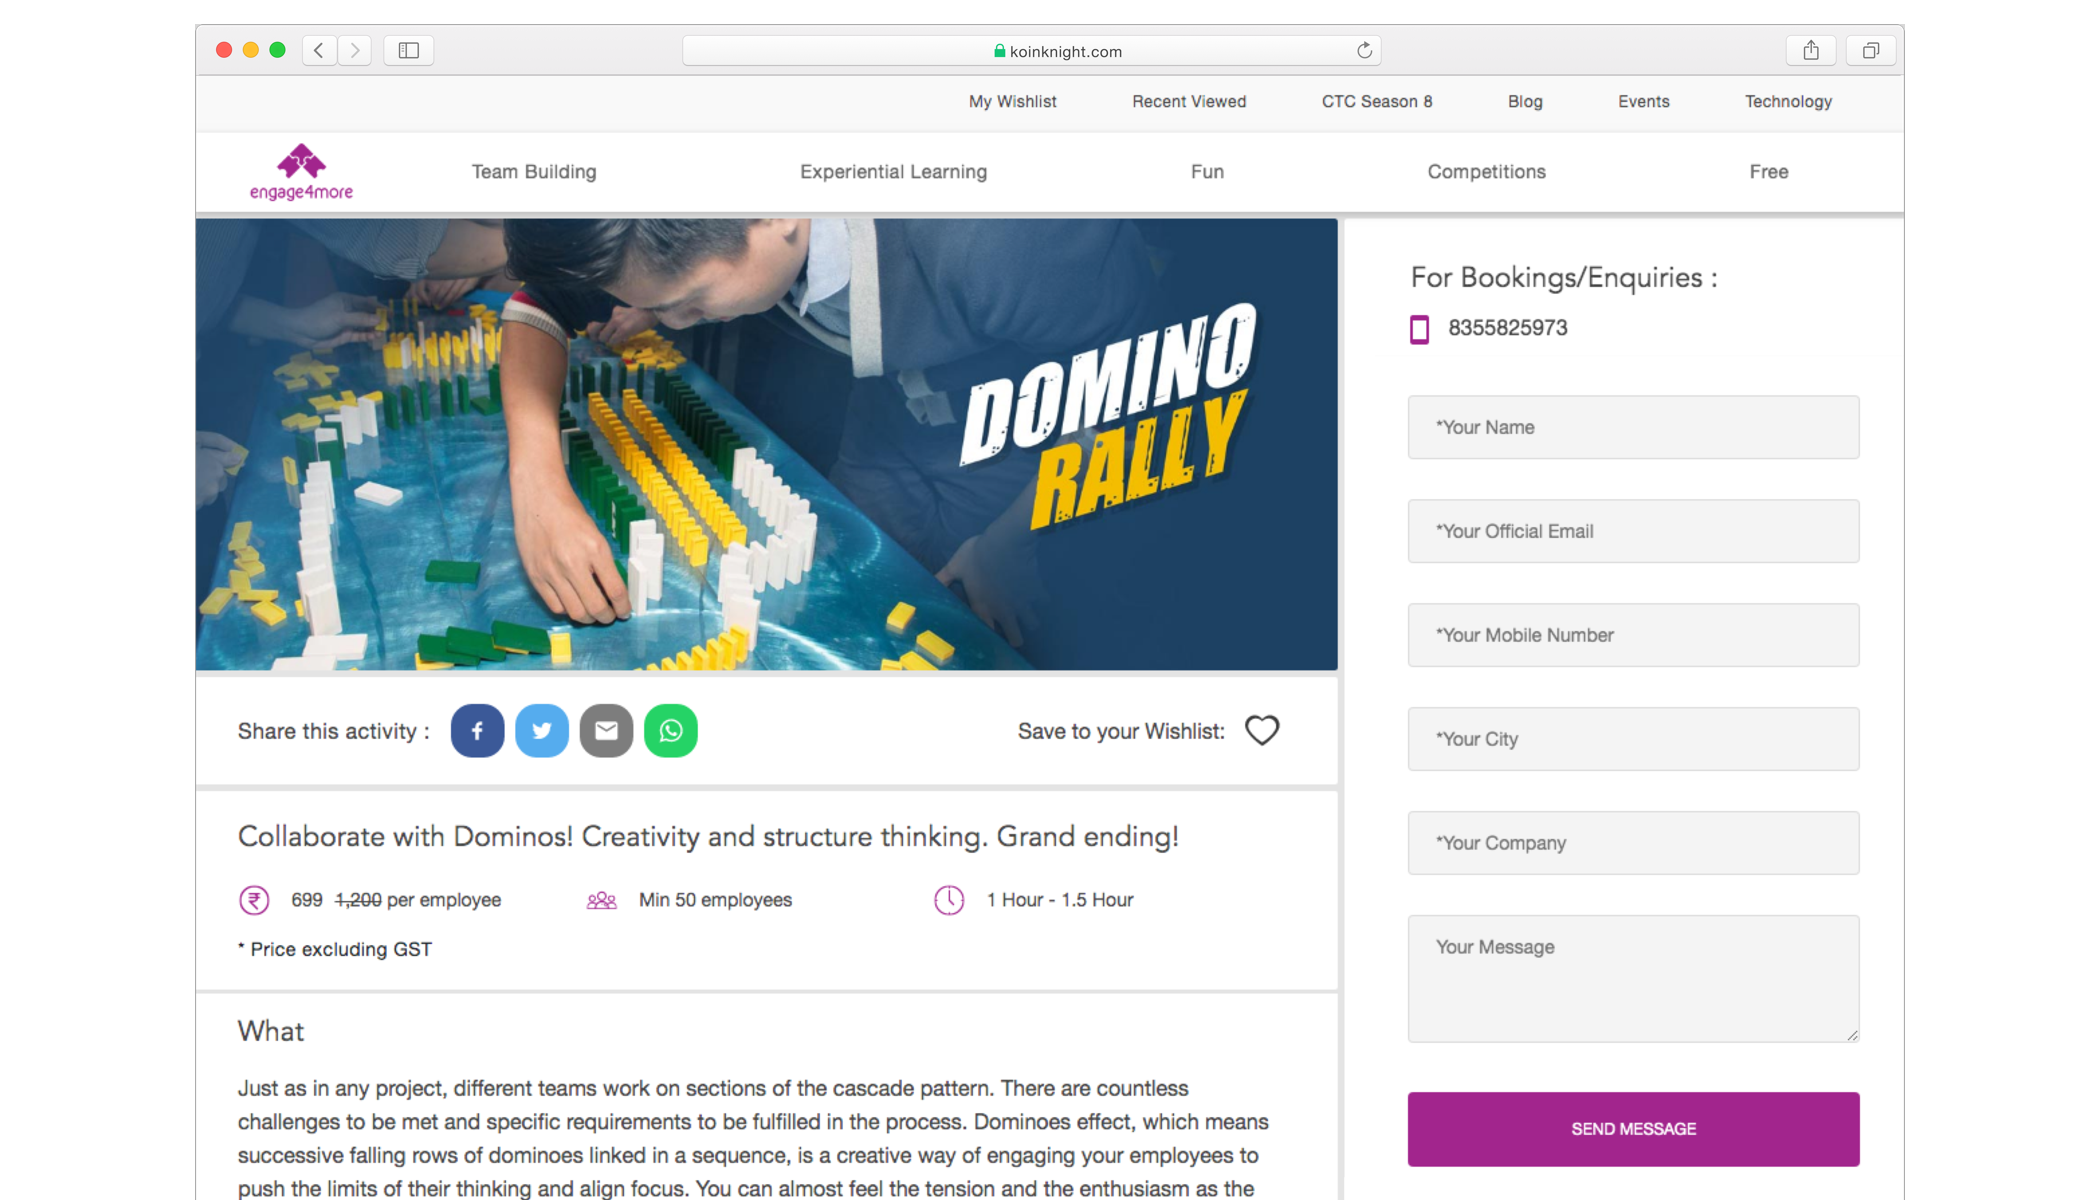 koinknight.com
My Wishlist Recent Viewed CTC Season 8 Blog Events Technology
engage4more
Team Building Experiential Learning Fun Competitions Free
DOMINO
RALLY
For Bookings/Enquiries :
8355825973
*Your Name
*Your Official Email
*Your Mobile Number
*Your City
*Your Company
Your Message
SEND MESSAGE
Share this activity :
Save to your Wishlist:
Collaborate with Dominos! Creativity and structure thinking. Grand ending!
₹ 699 1,200 per employee Min 50 employees 1 Hour - 1.5 Hour
* Price excluding GST
What
Just as in any project, different teams work on sections of the cascade pattern. There are countless
challenges to be met and specific requirements to be fulfilled in the process. Dominoes effect, which means
successive falling rows of dominoes linked in a sequence, is a creative way of engaging your employees to
push the limits of their thinking and align focus. You can almost feel the tension and the enthusiasm as the